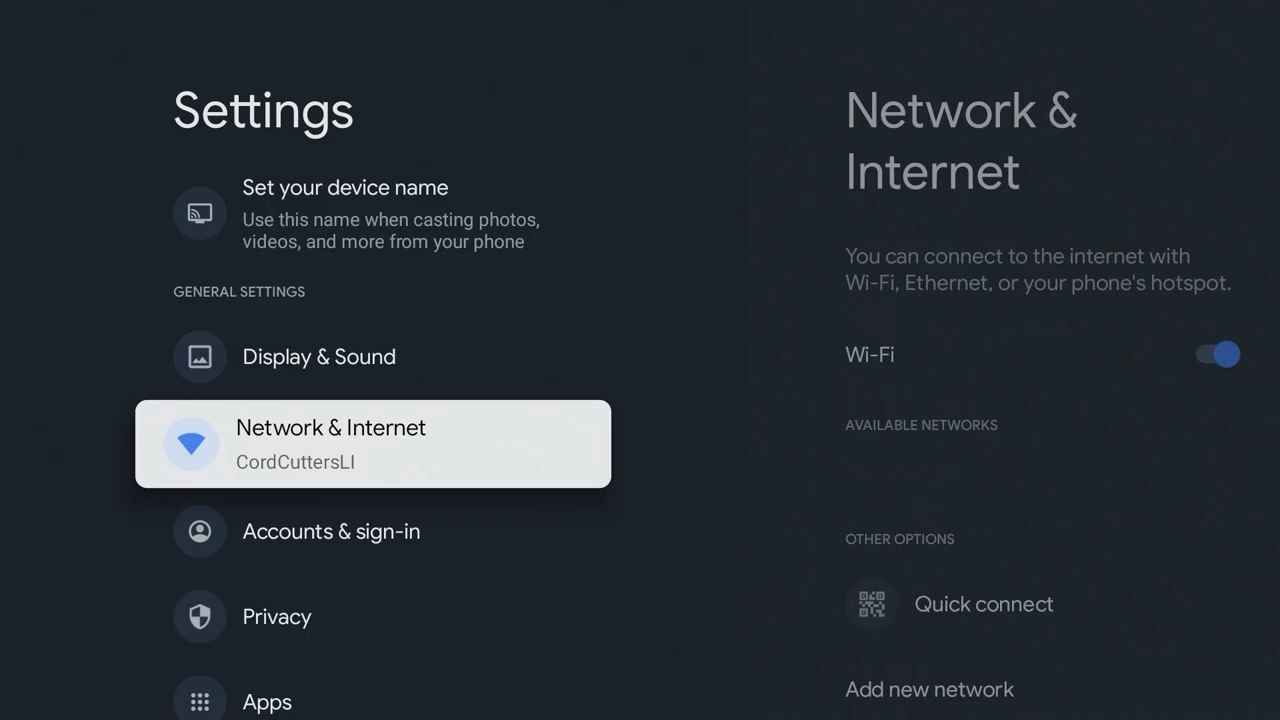 Settings
Set your device name
Use this name when casting photos,
videos, and more from your phone
GENERAL SETTINGS
Display & Sound
Network & Internet
CordCuttersLI
Accounts & sign-in
Privacy
Apps
Network &
Internet
You can connect to the internet with
Wi-Fi, Ethernet, or your phone's hotspot.
Wi-Fi
AVAILABLE NETWORKS
OTHER OPTIONS
Quick connect
Add new network